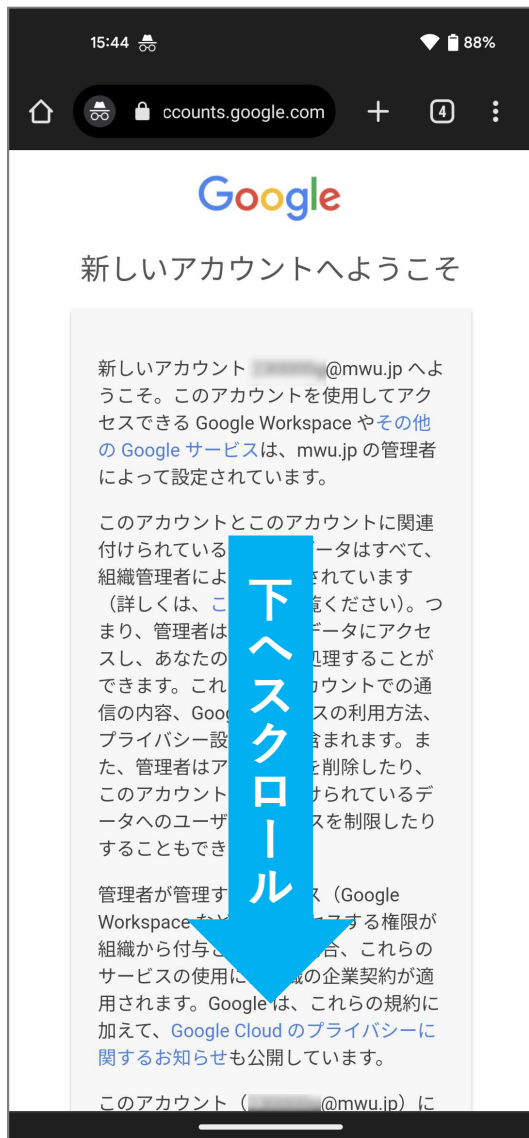 15:44
88%
ccounts.google.com
4
Google
新しいアカウントへようこそ
新しいアカウント @mwu.jp へよ
うこそ。このアカウントを使用してアク
セスできる Google Workspace やその他
の Google サービスは、mwu.jp の管理者
によって設定されています。
このアカウントとこのアカウントに関連
付けられている ータはすべて、
組織管理者によ されています
（詳しくは、こ 覧ください）。つ
まり、管理者は データにアクセ
スし、あなたの 処理することが
できます。これ カウントでの通
信の内容、Goog スの利用方法、
プライバシー設 含まれます。ま
た、管理者はア を削除したり、
このアカウント けられているデ
ータへのユーザ スを制限したり
することもでき
管理者が管理す ス（Google
Workspace な スする権限が
組織から付与 合、これらの
サービスの使用に 織の企業契約が適
用されます。Google は、これらの規約に
加えて、Google Cloud のプライバシーに
関するお知らせも公開しています。
このアカウント（ @mwu.jp）に
下へスクロール